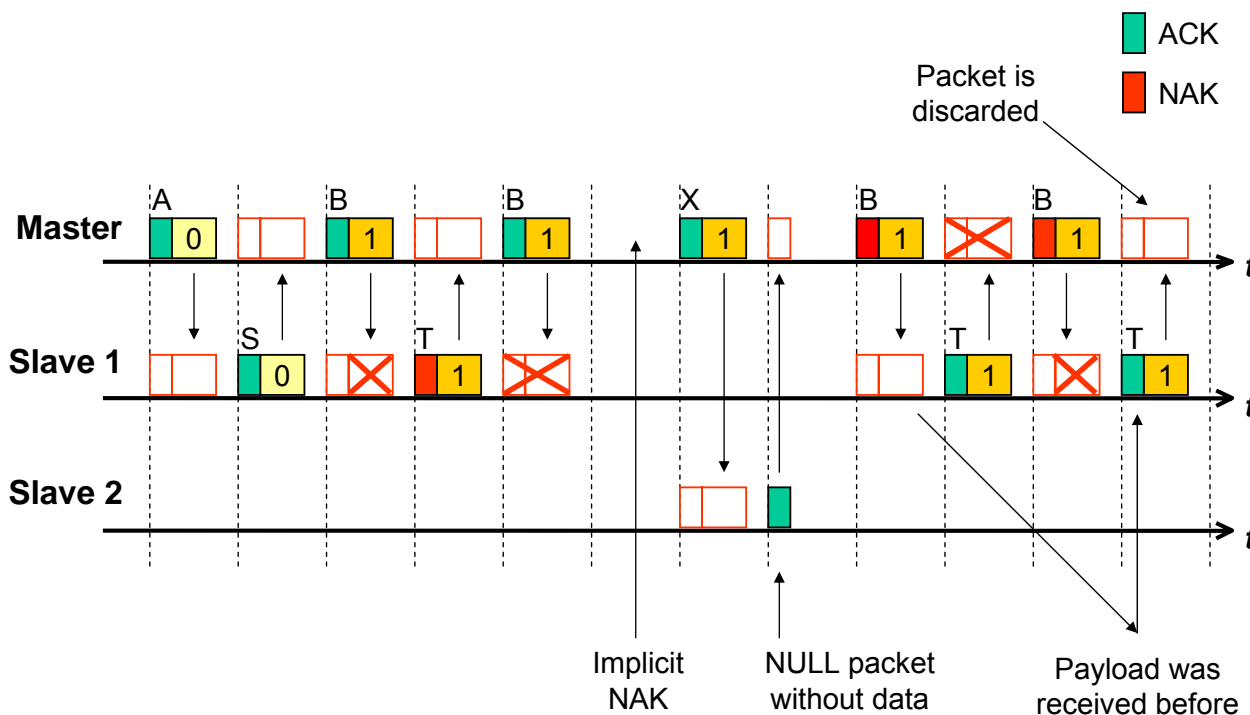 ACK
NAK
Packet is
discarded
A
B
B
X
B
B
Master
0
1
1
1
1
1
t
S
T
T
T
Slave 1
0
1
1
1
t
Slave 2
t
Implicit
NAK
NULL packet
without data
Payload was
received before